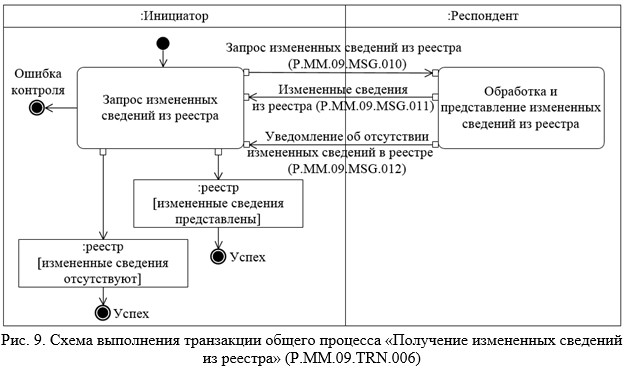 :Инициатор
:Респондент
Запрос измененных сведений из реестра
(P.MM.09.MSG.010)
Ошибка
контроля
Запрос измененных
сведений из реестра
Измененные сведения
из реестра (P.MM.09.MSG.011)
Обработка и
представление измененных
сведений из реестра
Уведомление об отсутствии
измененных сведений в реестре
(P.MM.09.MSG.012)
:реестр
[измененные сведения
представлены]
Успех
:реестр
[измененные сведения
отсутствуют]
Успех
Рис. 9. Схема выполнения транзакции общего процесса «Получение измененных сведений
из реестра» (P.MM.09.TRN.006)